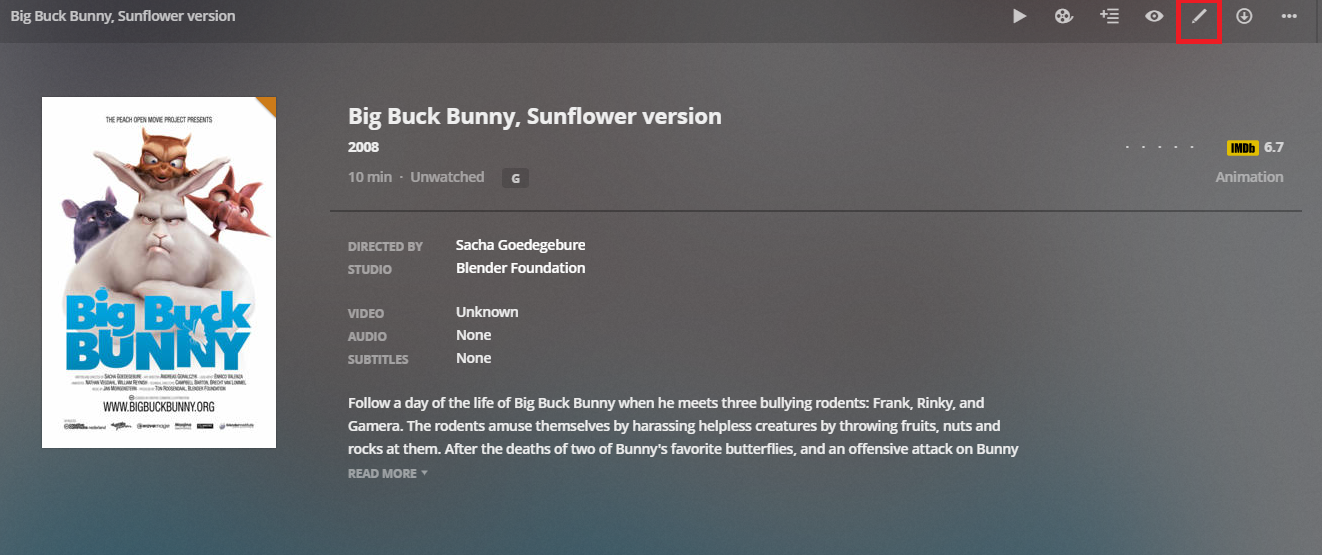 Big Buck Bunny, Sunflower version
THE PEACH OPEN MOVIE PROJECT PRESENTS
Big Buck
BUNNY
WWW.BIGBUCKBUNNY.ORG
Big Buck Bunny, Sunflower version
2008
IMDb 6.7
10 min · Unwatched G
Animation
DIRECTED BY Sacha Goedegebure
STUDIO Blender Foundation
VIDEO Unknown
AUDIO None
SUBTITLES None
Follow a day of the life of Big Buck Bunny when he meets three bullying rodents: Frank, Rinky, and
Gamera. The rodents amuse themselves by harassing helpless creatures by throwing fruits, nuts and
rocks at them. After the deaths of two of Bunny's favorite butterflies, and an offensive attack on Bunny
READ MORE